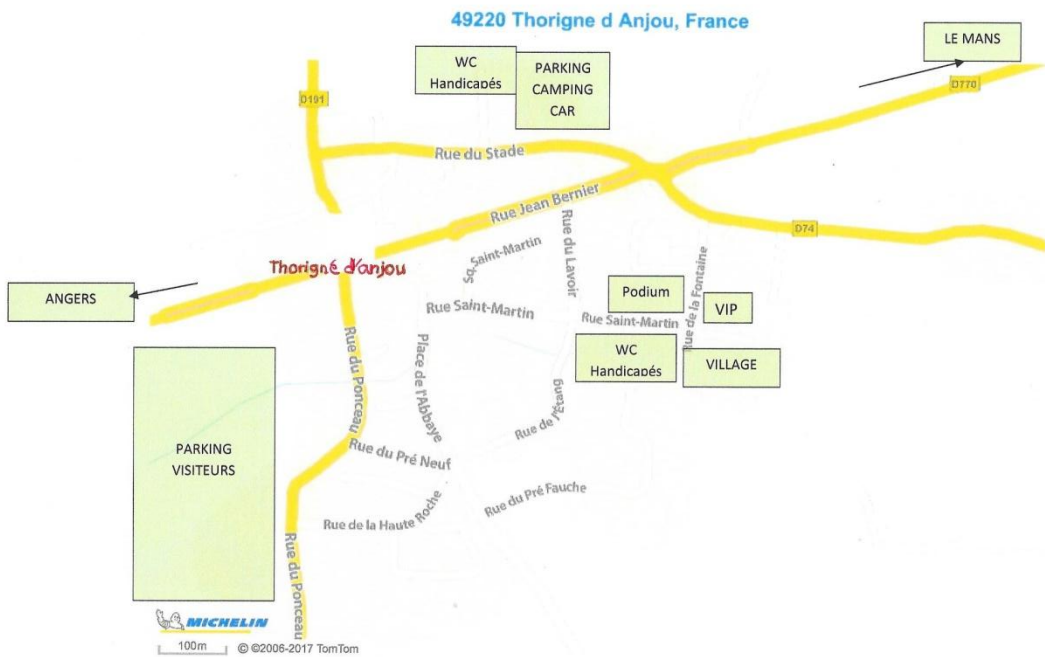 49220 Thorigne d Anjou, France
LE MANS
WC
Handicapés
PARKING
CAMPING
CAR
D191
D770
Rue du Stade
Rue Jean Bernier
D74
Sq. Saint-Martin
Rue du Lavoir
Rue de la Fontaine
Thorigné d'anjou
ANGERS
Podium
VIP
Rue Saint-Martin
Rue Saint-Martin
WC
Handicapés
VILLAGE
Rue du Ponceau
Place de l'Abbaye
Rue de l'Etang
PARKING
VISITEURS
Rue du Pré Neuf
Rue du Pré Fauche
Rue de la Haute Roche
Rue du Ponceau
MICHELIN
100m
© ©2006-2017 TomTom